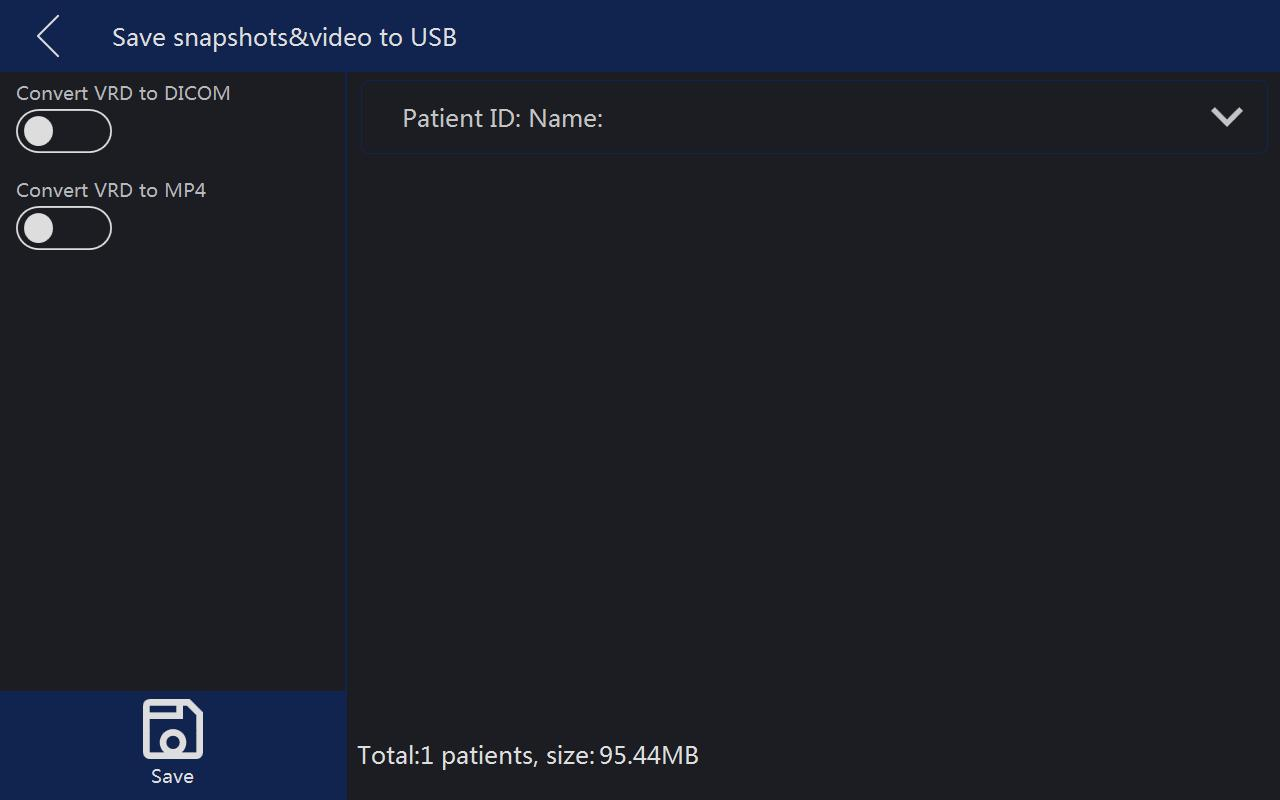 Save snapshots&video to USB
Convert VRD to DICOM
Convert VRD to MP4
Patient ID: Name:
Total:1 patients, size: 95.44MB
Save